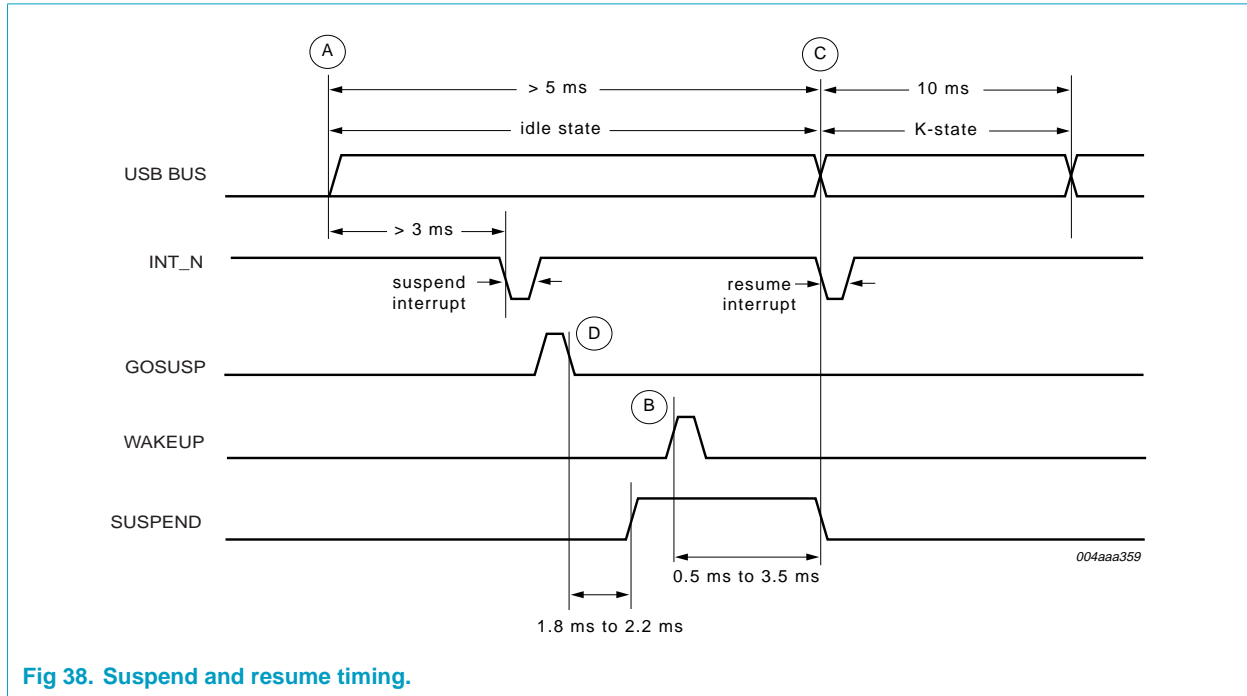 A
C
> 5 ms
10 ms
idle state
K-state
USB BUS
> 3 ms
INT_N
suspend
interrupt
resume
interrupt
D
GOSUSP
B
WAKEUP
SUSPEND
004aaa359
0.5 ms to 3.5 ms
1.8 ms to 2.2 ms
Fig 38. Suspend and resume timing.